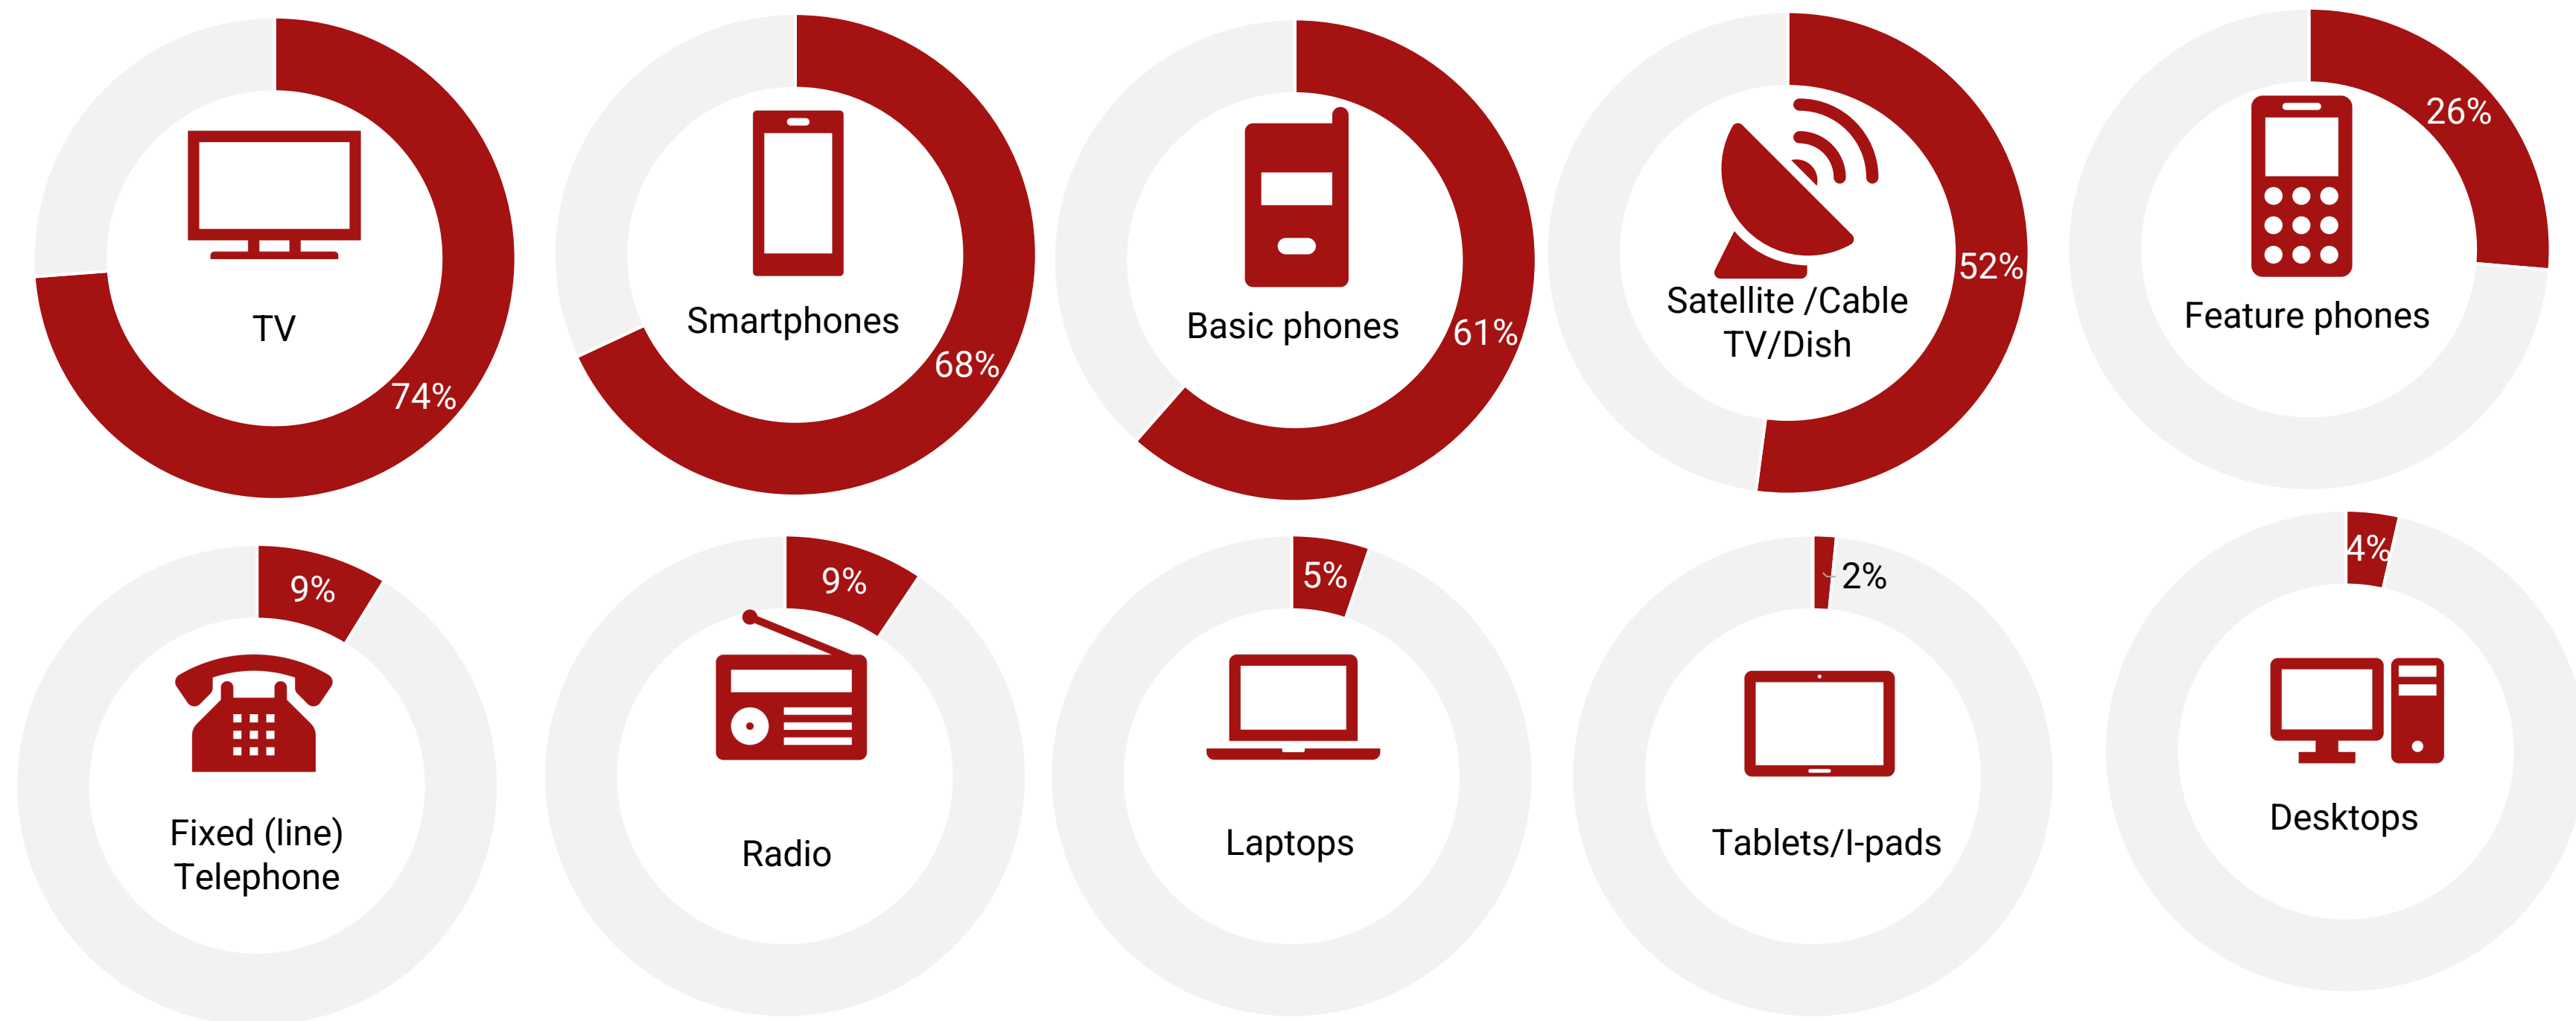 TV
74%
Smartphones
68%
Basic phones
61%
Satellite /Cable
TV/Dish
52%
Feature phones
26%
Fixed (line)
Telephone
9%
Radio
9%
Laptops
5%
Tablets/I-pads
2%
Desktops
4%